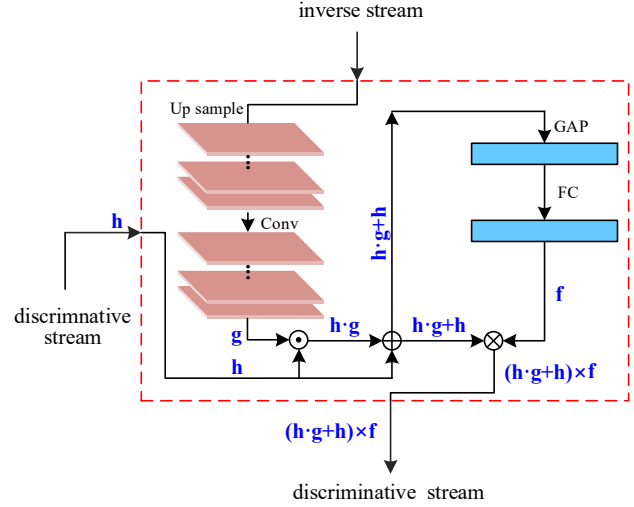 inverse stream
Up sample
GAP
h·g+h
FC
h
Conv
discrimnative
stream
f
g
h·g
h·g+h
h
(h·g+h)×f
(h·g+h)×f
discriminative stream